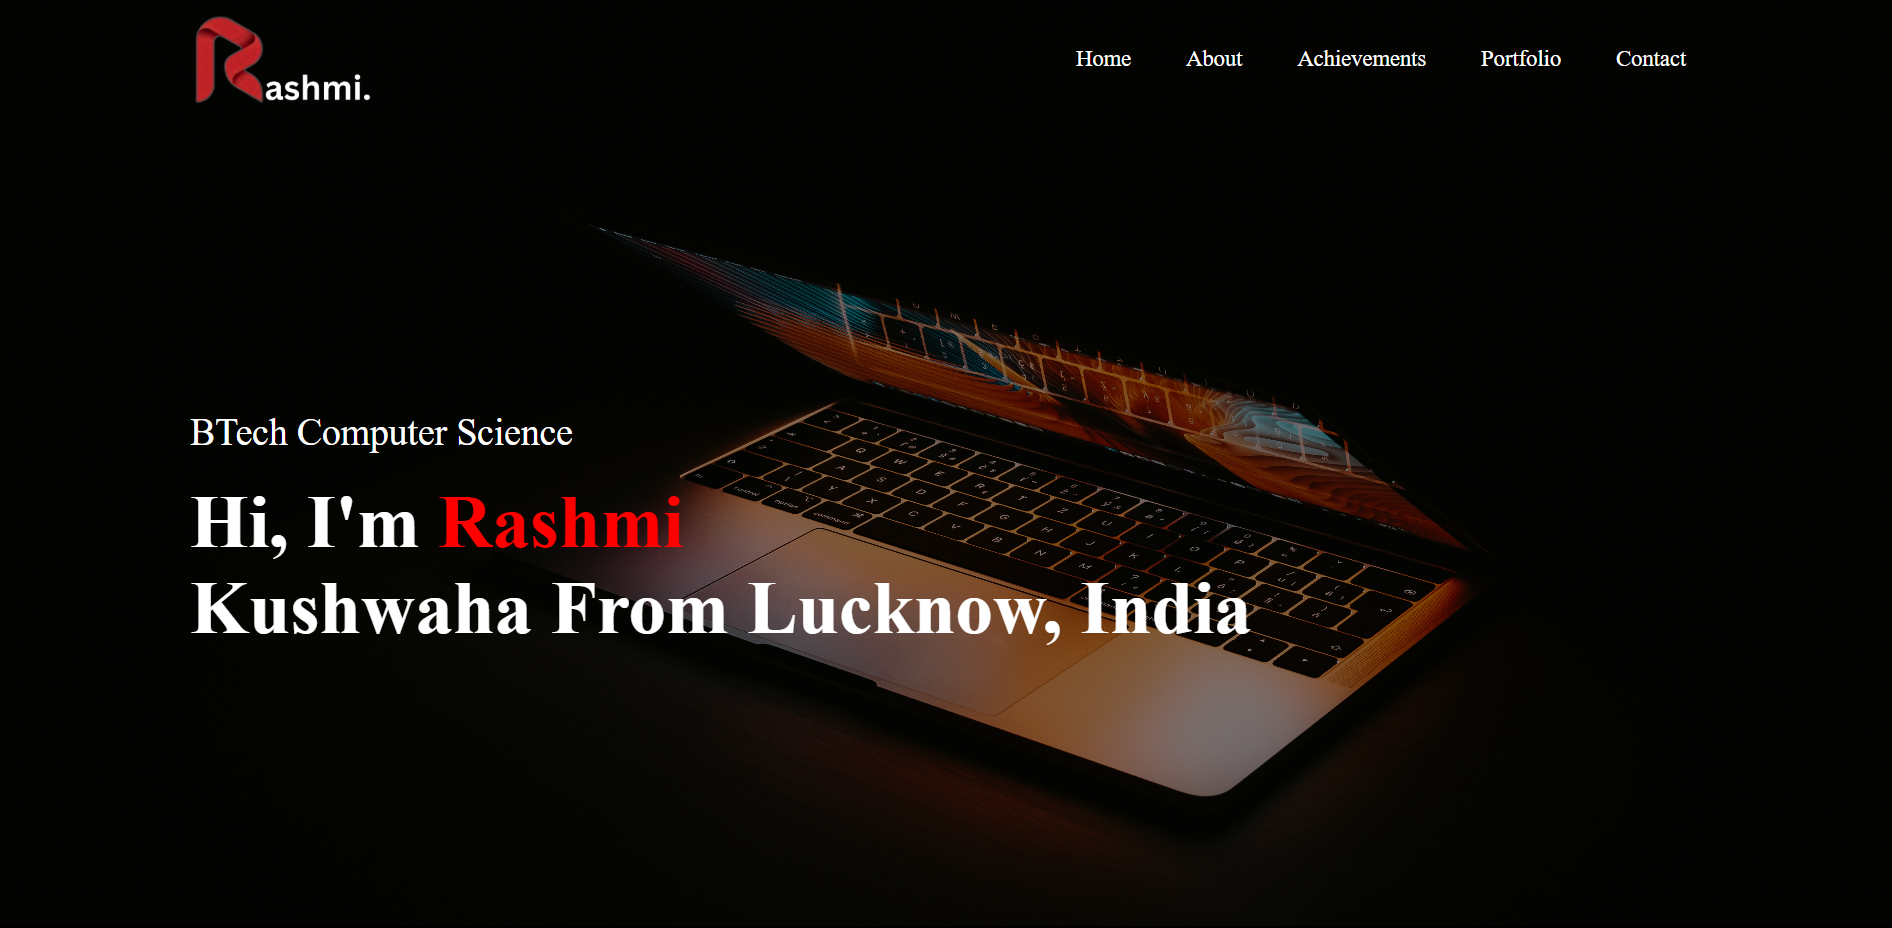 Rashmi.
Home About Achievements Portfolio Contact
BTech Computer Science
Hi, I'm Rashmi
Kushwaha From Lucknow, India